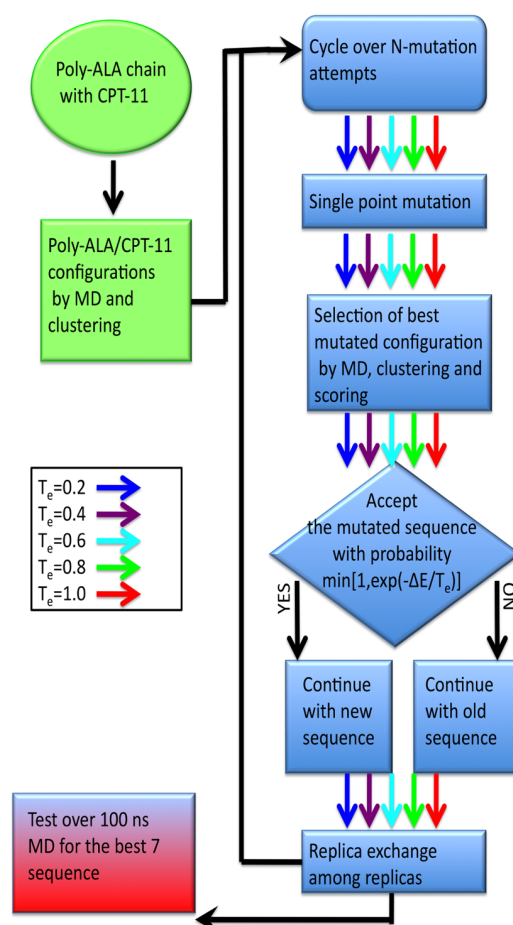 Poly-ALA chain
with CPT-11
Poly-ALA/CPT-11
configurations
by MD and
clustering
Cycle over N-mutation
attempts
Single point mutation
Selection of best
mutated configuration
by MD, clustering and
scoring
Accept
the mutated sequence
with probability
min[1,exp(-ΔE/Te)]
YES
NO
Te=0.2
Te=0.4
Te=0.6
Te=0.8
Te=1.0
Continue
with new
sequence
Continue
with old
sequence
Replica exchange
among replicas
Test over 100 ns
MD for the best 7
sequence